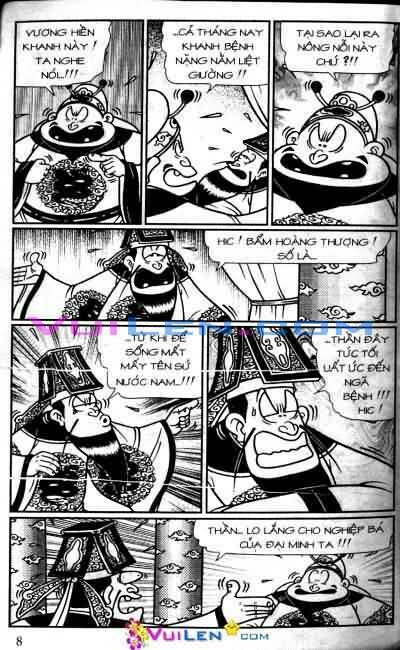 VƯƠNG HIỀN
KHANH NÀY !
TA NGHE
NÓI...!!!
...CẢ THÁNG NAY
KHANH BỆNH
NẶNG NẰM LIỆT
GIƯỜNG !!
TẠI SAO LẠI RA
NÔNG NỖI NÀY
CHỨ ?!!
HIC ! BẨM HOÀNG THƯỢNG !
SỐ LÀ...
VuiLen.com
...TỪ KHI ĐỂ
SỔNG MẤT
MẤY TÊN SỨ
NƯỚC NAM...!!!
...THẦN ĐÂY
TỨC TỐI
UẤT ỨC ĐẾN
NGÃ
BỆNH !!!
HIC !
THẦN... LO LẮNG CHO NGHIỆP BÁ
CỦA ĐẠI MINH TA !!!
8
VuiLen.com